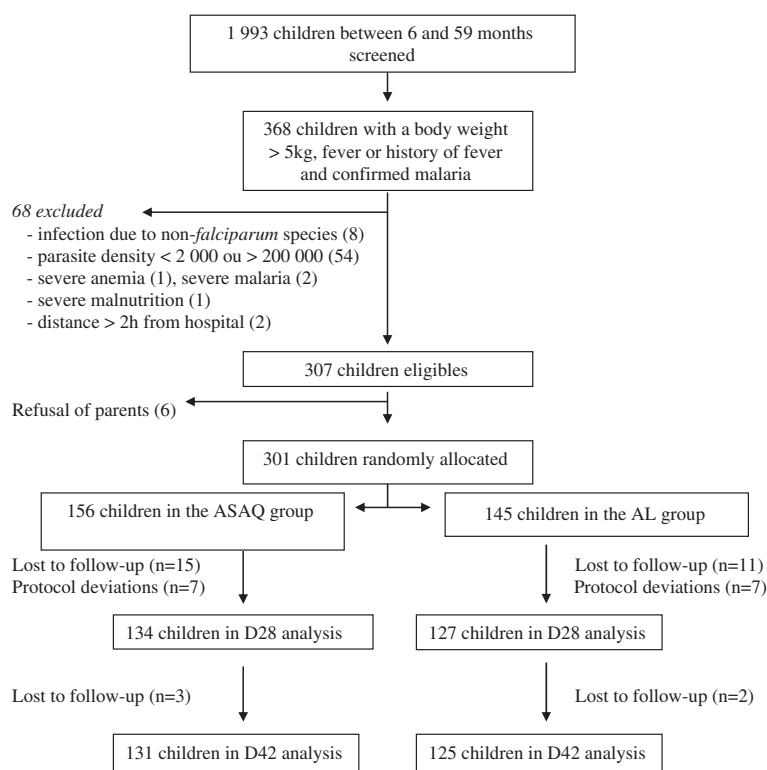 1 993 children between 6 and 59 months
screened
368 children with a body weight
> 5kg, fever or history of fever
and confirmed malaria
68 excluded
- infection due to non-falciparum species (8)
- parasite density < 2 000 ou > 200 000 (54)
- severe anemia (1), severe malaria (2)
- severe malnutrition (1)
- distance > 2h from hospital (2)
307 children eligibles
Refusal of parents (6)
301 children randomly allocated
156 children in the ASAQ group
145 children in the AL group
Lost to follow-up (n=15)
Protocol deviations (n=7)
Lost to follow-up (n=11)
Protocol deviations (n=7)
134 children in D28 analysis
127 children in D28 analysis
Lost to follow-up (n=3)
Lost to follow-up (n=2)
131 children in D42 analysis
125 children in D42 analysis